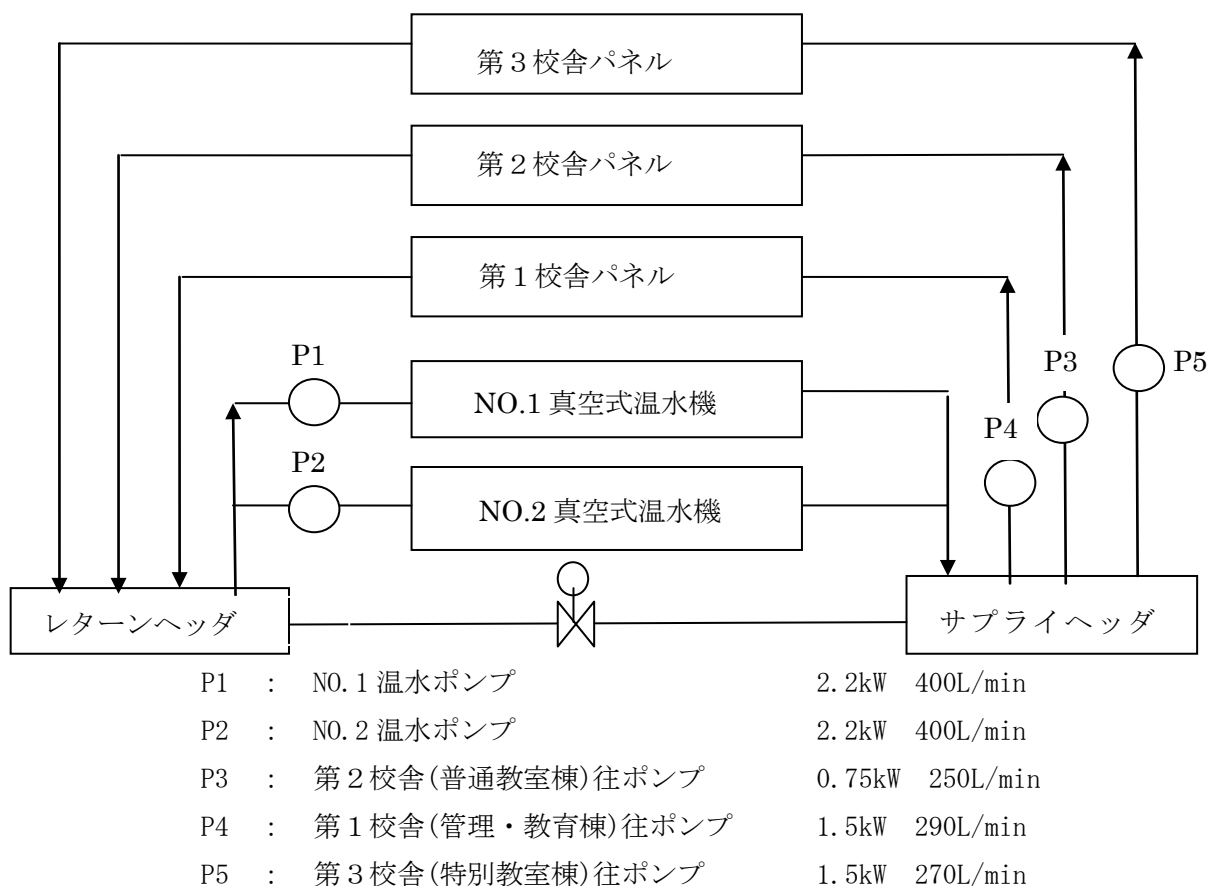 第３校舎パネル
第２校舎パネル
第１校舎パネル
P1
NO.1 真空式温水機
P3
P5
P4
P2
NO.2 真空式温水機
レターンヘッダ
サプライヘッダ
P1 : NO.1 温水ポンプ 2.2kW 400L/min
P2 : NO.2 温水ポンプ 2.2kW 400L/min
P3 : 第２校舎(普通教室棟)往ポンプ 0.75kW 250L/min
P4 : 第１校舎(管理・教育棟)往ポンプ 1.5kW 290L/min
P5 : 第３校舎(特別教室棟)往ポンプ 1.5kW 270L/min